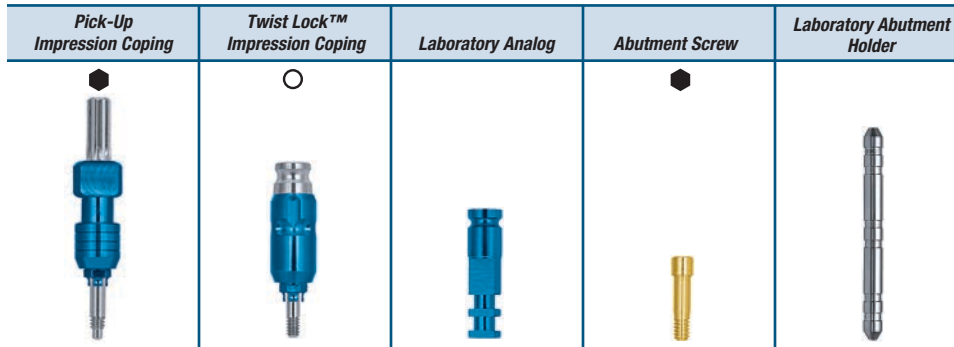 Pick-Up
Impression Coping
Twist Lock™
Impression Coping
Laboratory Analog
Abutment Screw
Laboratory Abutment
Holder